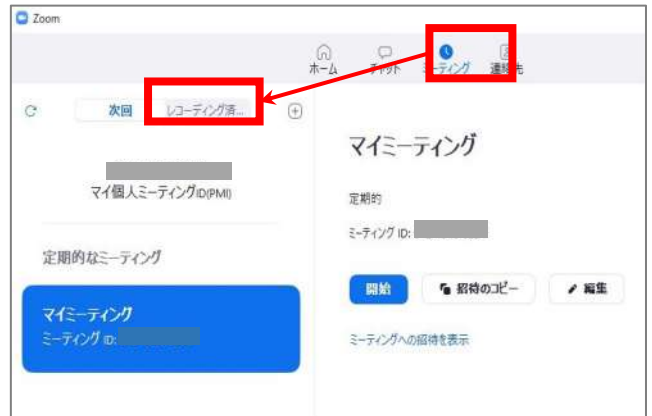 Zoom
ホーム チャット ミーティング 連絡先
次回 レコーディング済...
マイ個人ミーティングID(PMI)
定期的なミーティング
マイミーティング
ミーティング ID:
マイミーティング
定期的
ミーティング ID:
開始 招待のコピー 編集
ミーティングへの招待を表示